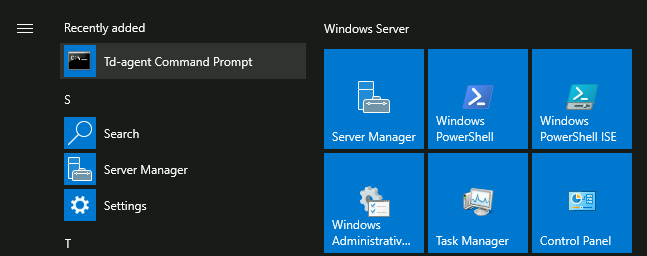 Recently added
Td-agent Command Prompt
S
Search
Server Manager
Settings
T
Windows Server
Server Manager
Windows
PowerShell
Windows
PowerShell ISE
Windows
Administrativ...
Task Manager
Control Panel